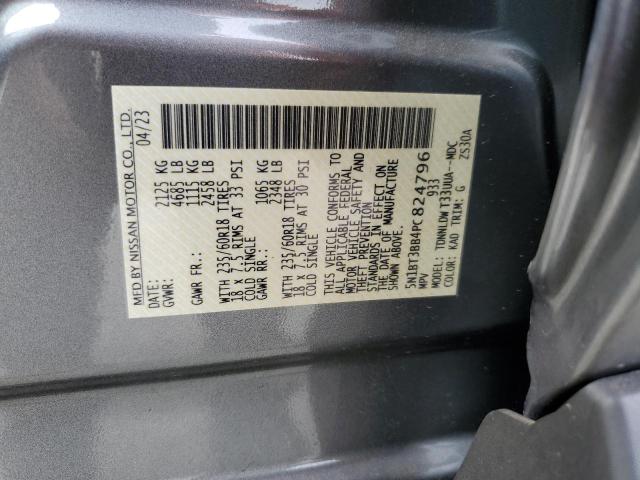 MFD BY NISSAN MOTOR CO., LTD.
DATE: 04/23
GVWR: 2125 KG
4685 LB
GAWR FR.: 1115 KG
2458 LB
WITH 235/60R18 TIRES
18 X 7.5 RIMS AT 33 PSI
COLD SINGLE
GAWR RR.: 1065 KG
2348 LB
WITH 235/60R18 TIRES
18 X 7.5 RIMS AT 30 PSI
COLD SINGLE
THIS VEHICLE CONFORMS TO
ALL APPLICABLE FEDERAL
MOTOR VEHICLE SAFETY AND
THEFT PREVENTION
STANDARDS IN EFFECT ON
THE DATE OF MANUFACTURE
SHOWN ABOVE.
5N1BT3BB4PC824796
MPV 933
MODEL: TDNNLDWT33UUA--MDC
COLOR: KAD TRIM: G ZS30A